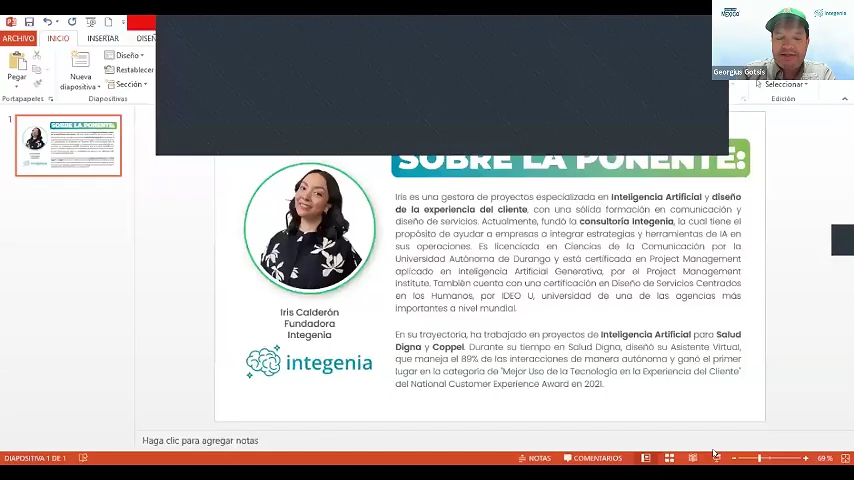 MÉXICO
integenia
Georgius Gotsis
ARCHIVO INICIO INSERTAR DISEÑ
Pegar
Nueva
diapositiva
Diseño
Restablecer
Sección
Seleccionar
Portapapeles Diapositivas Edición
1
SOBRE LA PONENTE:
SOBRE LA PONENTE:
Iris es una gestora de proyectos especializada en Inteligencia Artificial y diseño
de la experiencia del cliente, con una sólida formación en comunicación y
diseño de servicios. Actualmente, fundó la consultoría Integenia, la cual tiene el
propósito de ayudar a empresas a integrar estrategias y herramientas de IA en
sus operaciones. Es licenciada en Ciencias de la Comunicación por la
Universidad Autónoma de Durango y está certificada en Project Management
aplicado en Inteligencia Artificial Generativa, por el Project Management
Institute. También cuenta con una certificación en Diseño de Servicios Centrados
en los Humanos, por IDEO U, universidad de una de las agencias más
importantes a nivel mundial.
Iris Calderón
Fundadora
Integenia
integenia
En su trayectoria, ha trabajado en proyectos de Inteligencia Artificial para Salud
Digna y Coppel. Durante su tiempo en Salud Digna, diseñó su Asistente Virtual,
que maneja el 89% de las interacciones de manera autónoma y ganó el primer
lugar en la categoría de "Mejor Uso de la Tecnología en la Experiencia del Cliente"
del National Customer Experience Award en 2021.
Haga clic para agregar notas
DIAPOSITIVA 1 DE 1 NOTAS COMENTARIOS 69 %